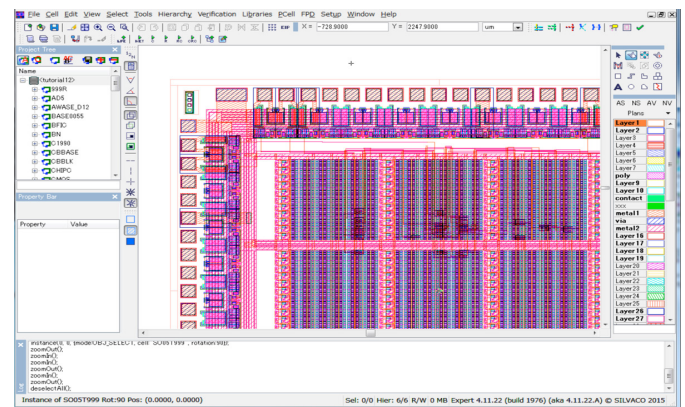 File Cell Edit View Select Tools Hierarchy Verification Libraries PCell FPD Setup Window Help
X = -728.9000 Y = 2247.9000 um
Project Tree
Name
(tutorial12)
999R
AD5
AWASE_D12
BASE0055
BFIC
BN
C1990
CBBASE
CBBLK
CHIPC
CMOS
Property Bar
Property Value
AS NS AV NV
Plans
Layer1
Layer2
Layer3
Layer4
Layer5
Layer6
Layer7
poly
Layer9
Layer10
contact
xxx
metal1
via
metal2
Layer16
Layer17
Layer18
Layer19
Layer20
Layer21
Layer22
Layer23
Layer24
Layer25
Layer26
Layer27
zoomOut();
zoomIn();
zoomOut();
zoomIn();
zoomOut();
deselectAll();
Log
Instance of SO05T999 Rot:90 Pos: (0.0000, 0.0000)
Sel: 0/0 Hier: 6/6 R/W 0 MB Expert 4.11.22 (build 1976) (aka 4.11.22.A) © SILVACO 2015